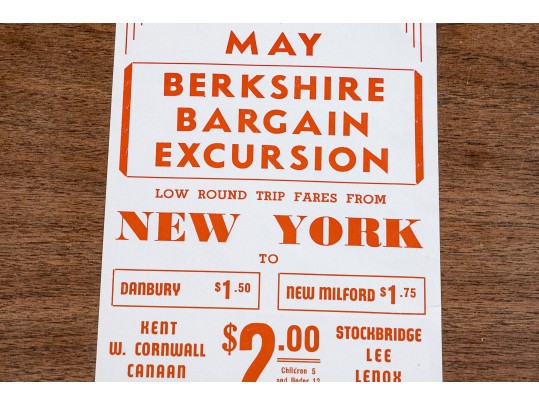 MAY
BERKSHIRE
BARGAIN
EXCURSION
LOW ROUND TRIP FARES FROM
NEW YORK
TO
DANBURY $1.50
NEW MILFORD $1.75
KENT
W. CORNWALL
CANAAN
$2.00
Children 5
and Under 12
STOCKBRIDGE
LEE
LENOX